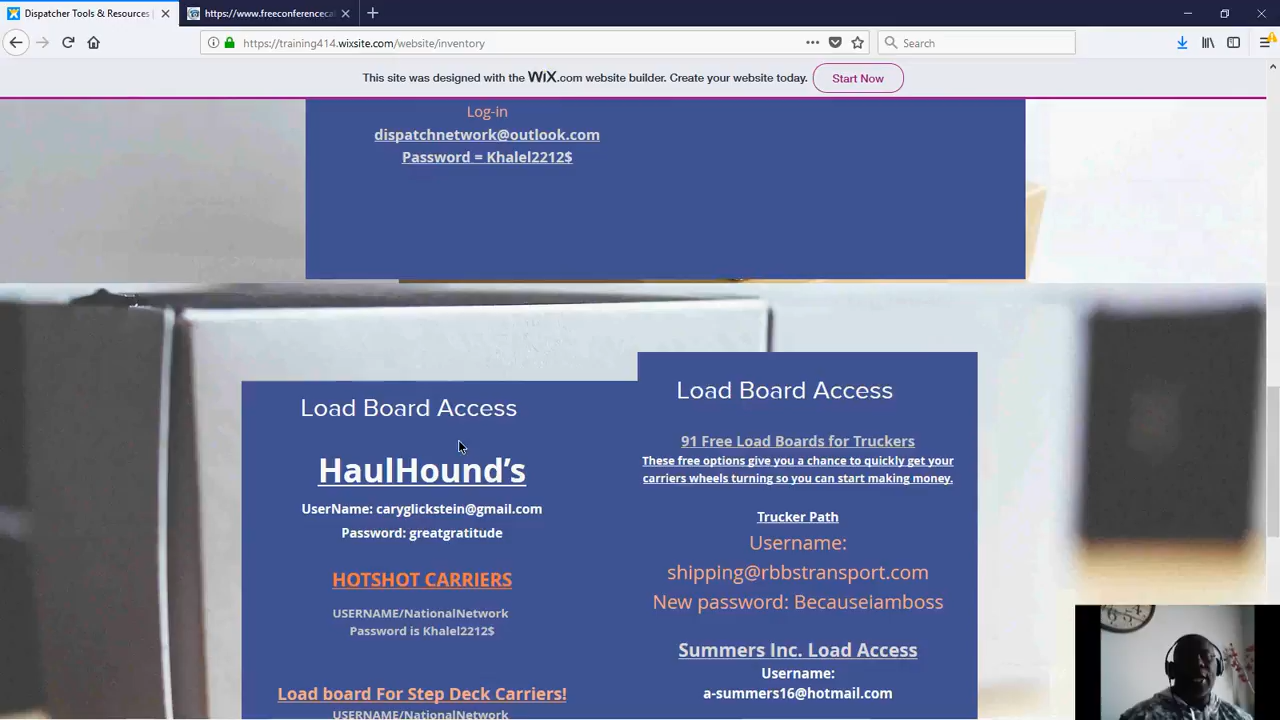 Dispatcher Tools & Resources
https://www.freeconferenceca
https://training414.wixsite.com/website/inventory
Search
This site was designed with the WiX.com website builder. Create your website today.
Start Now
Log-in
dispatchnetwork@outlook.com
Password = Khalel2212$
Load Board Access
HaulHound’s
UserName: caryglickstein@gmail.com
Password: greatgratitude
HOTSHOT CARRIERS
USERNAME/NationalNetwork
Password is Khalel2212$
Load board For Step Deck Carriers!
USERNAME/NationalNetwork
Load Board Access
91 Free Load Boards for Truckers
These free options give you a chance to quickly get your
carriers wheels turning so you can start making money.
Trucker Path
Username:
shipping@rbbstransport.com
New password: Becauseiamboss
Summers Inc. Load Access
Username:
a-summers16@hotmail.com